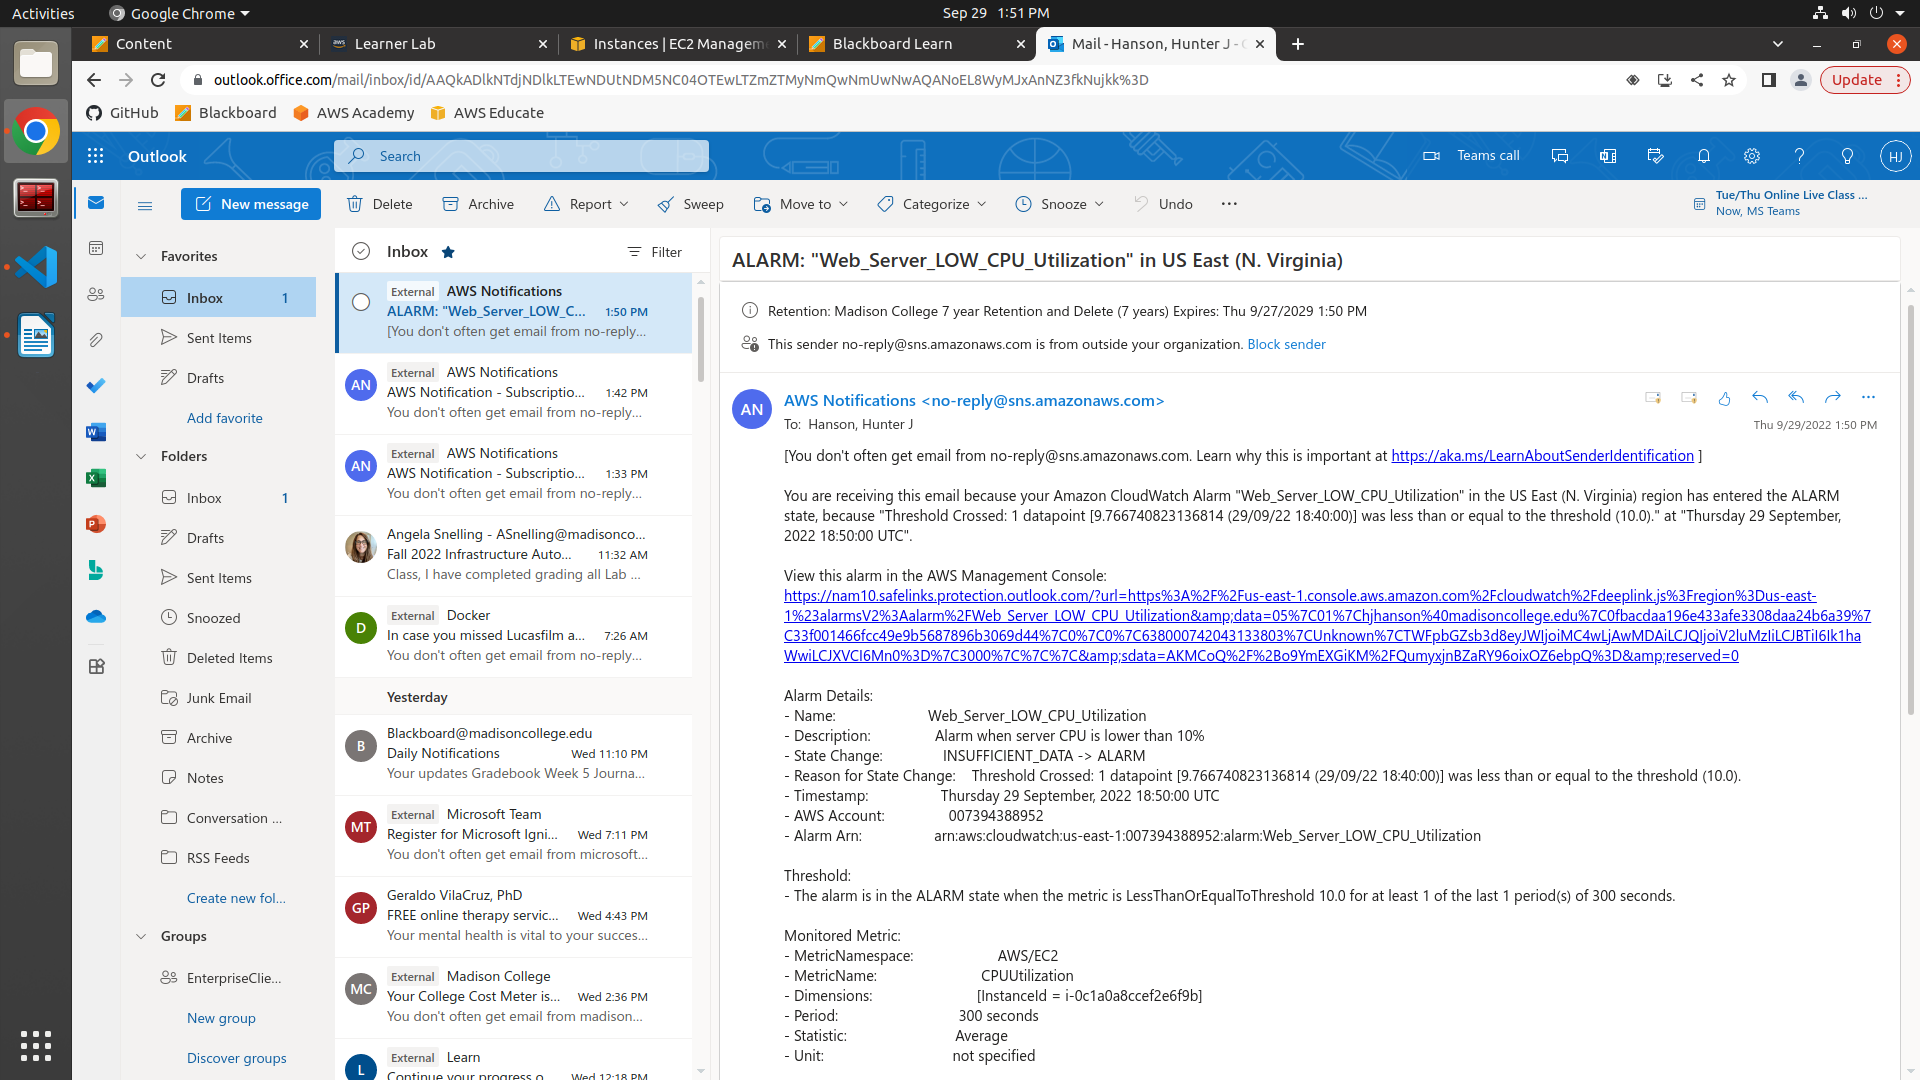 Activities
Google Chrome
Sep 29 1:51 PM
Content
Learner Lab
Instances | EC2 Managem
Blackboard Learn
Mail - Hanson, Hunter J -
Update
outlook.office.com/mail/inbox/id/AAQkADlkNTdjNDlkLTEwNDUtNDM5NC04OTEwLTZmZTMyNmQwNmUwNwAQANoEL8WyMJxAnNZ3fkNujkk%3D
GitHub
Blackboard
AWS Academy
AWS Educate
Outlook
Search
Teams call
HJ
New message
Delete
Archive
Report
Sweep
Move to
Categorize
Snooze
Undo
Tue/Thu Online Live Class ...
Now, MS Teams
Favorites
Inbox 1
Sent Items
Drafts
Add favorite
Folders
Inbox 1
Drafts
Sent Items
Snoozed
Deleted Items
Junk Email
Archive
Notes
Conversation ...
RSS Feeds
Create new fol...
Groups
EnterpriseClie...
New group
Discover groups
Inbox
Filter
External AWS Notifications
ALARM: "Web_Server_LOW_C... 1:50 PM
[You don't often get email from no-reply...
AN
External AWS Notifications
AWS Notification - Subscriptio... 1:42 PM
You don't often get email from no-reply...
AN
External AWS Notifications
AWS Notification - Subscriptio... 1:33 PM
You don't often get email from no-reply...
Angela Snelling - ASnelling@madisonco...
Fall 2022 Infrastructure Auto... 11:32 AM
Class, I have completed grading all Lab ...
D
External Docker
In case you missed Lucasfilm a... 7:26 AM
You don't often get email from no-reply...
Yesterday
B
Blackboard@madisoncollege.edu
Daily Notifications Wed 11:10 PM
Your updates Gradebook Week 5 Journa...
MT
External Microsoft Team
Register for Microsoft Igni... Wed 7:11 PM
You don't often get email from microsoft...
GP
Geraldo VilaCruz, PhD
FREE online therapy servic... Wed 4:43 PM
Your mental health is vital to your succes...
MC
External Madison College
Your College Cost Meter is... Wed 2:36 PM
You don't often get email from madison...
L
External Learn
Continue your progress o... Wed 12:18 PM
ALARM: "Web_Server_LOW_CPU_Utilization" in US East (N. Virginia)
Retention: Madison College 7 year Retention and Delete (7 years) Expires: Thu 9/27/2029 1:50 PM
This sender no-reply@sns.amazonaws.com is from outside your organization. Block sender
AN
AWS Notifications <no-reply@sns.amazonaws.com>
To: Hanson, Hunter J
Thu 9/29/2022 1:50 PM
[You don't often get email from no-reply@sns.amazonaws.com. Learn why this is important at https://aka.ms/LearnAboutSenderIdentification ]
You are receiving this email because your Amazon CloudWatch Alarm "Web_Server_LOW_CPU_Utilization" in the US East (N. Virginia) region has entered the ALARM
state, because "Threshold Crossed: 1 datapoint [9.766740823136814 (29/09/22 18:40:00)] was less than or equal to the threshold (10.0)." at "Thursday 29 September,
2022 18:50:00 UTC".
View this alarm in the AWS Management Console:
https://nam10.safelinks.protection.outlook.com/?url=https%3A%2F%2Fus-east-1.console.aws.amazon.com%2Fcloudwatch%2Fdeeplink.js%3Fregion%3Dus-east-
1%23alarmsV2%3Aalarm%2FWeb_Server_LOW_CPU_Utilization&amp;data=05%7C01%7Chjhanson%40madisoncollege.edu%7C0fbacdaa196e433afe3308daa24b6a39%7
C33f001466fcc49e9b5687896b3069d44%7C0%7C0%7C638000742043133803%7CUnknown%7CTWFpbGZsb3d8eyJWIjoiMC4wLjAwMDAiLCJQIjoiV2luMzIiLCJBTiI6Ik1ha
WwiLCJXVCI6Mn0%3D%7C3000%7C%7C%7C&amp;sdata=AKMCoQ%2F%2Bo9YmEXGiKM%2FQumyxjnBZaRY96oixOZ6ebpQ%3D&amp;reserved=0
Alarm Details:
- Name: Web_Server_LOW_CPU_Utilization
- Description: Alarm when server CPU is lower than 10%
- State Change: INSUFFICIENT_DATA -> ALARM
- Reason for State Change: Threshold Crossed: 1 datapoint [9.766740823136814 (29/09/22 18:40:00)] was less than or equal to the threshold (10.0).
- Timestamp: Thursday 29 September, 2022 18:50:00 UTC
- AWS Account: 007394388952
- Alarm Arn: arn:aws:cloudwatch:us-east-1:007394388952:alarm:Web_Server_LOW_CPU_Utilization
Threshold:
- The alarm is in the ALARM state when the metric is LessThanOrEqualToThreshold 10.0 for at least 1 of the last 1 period(s) of 300 seconds.
Monitored Metric:
- MetricNamespace: AWS/EC2
- MetricName: CPUUtilization
- Dimensions: [InstanceId = i-0c1a0a8ccef2e6f9b]
- Period: 300 seconds
- Statistic: Average
- Unit: not specified